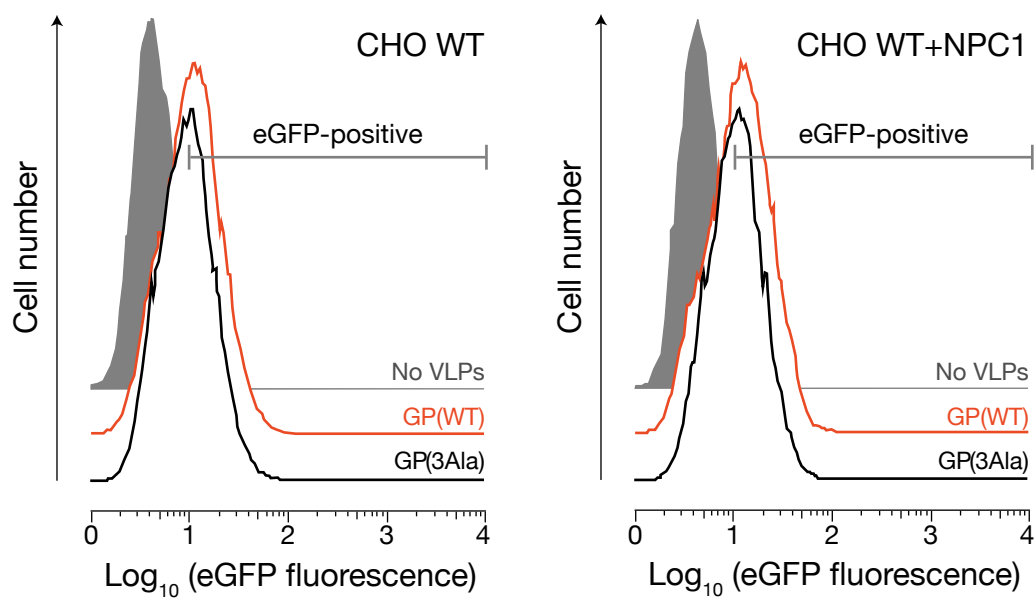 CHO WT
eGFP-positive
Cell number
No VLPs
GP(WT)
GP(3Ala)
0 1 2 3 4
Log₁₀ (eGFP fluorescence)
CHO WT+NPC1
eGFP-positive
Cell number
No VLPs
GP(WT)
GP(3Ala)
0 1 2 3 4
Log₁₀ (eGFP fluorescence)